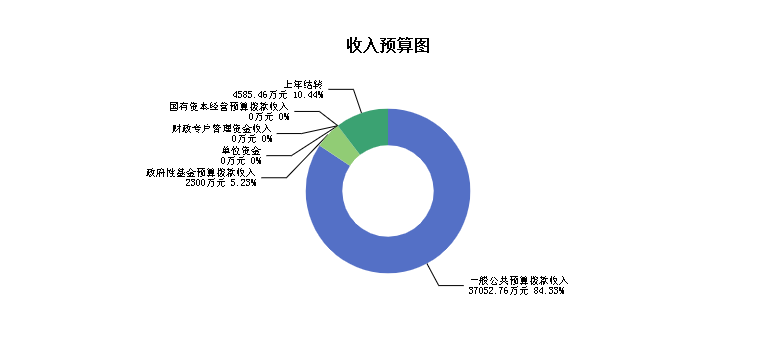 收入预算图
上年结转
4585.46万元 10.44%
国有资本经营预算拨款收入
0万元 0%
财政专户管理资金收入
0万元 0%
单位资金
0万元 0%
政府性基金预算拨款收入
2300万元 5.23%
一般公共预算拨款收入
37052.76万元 84.33%